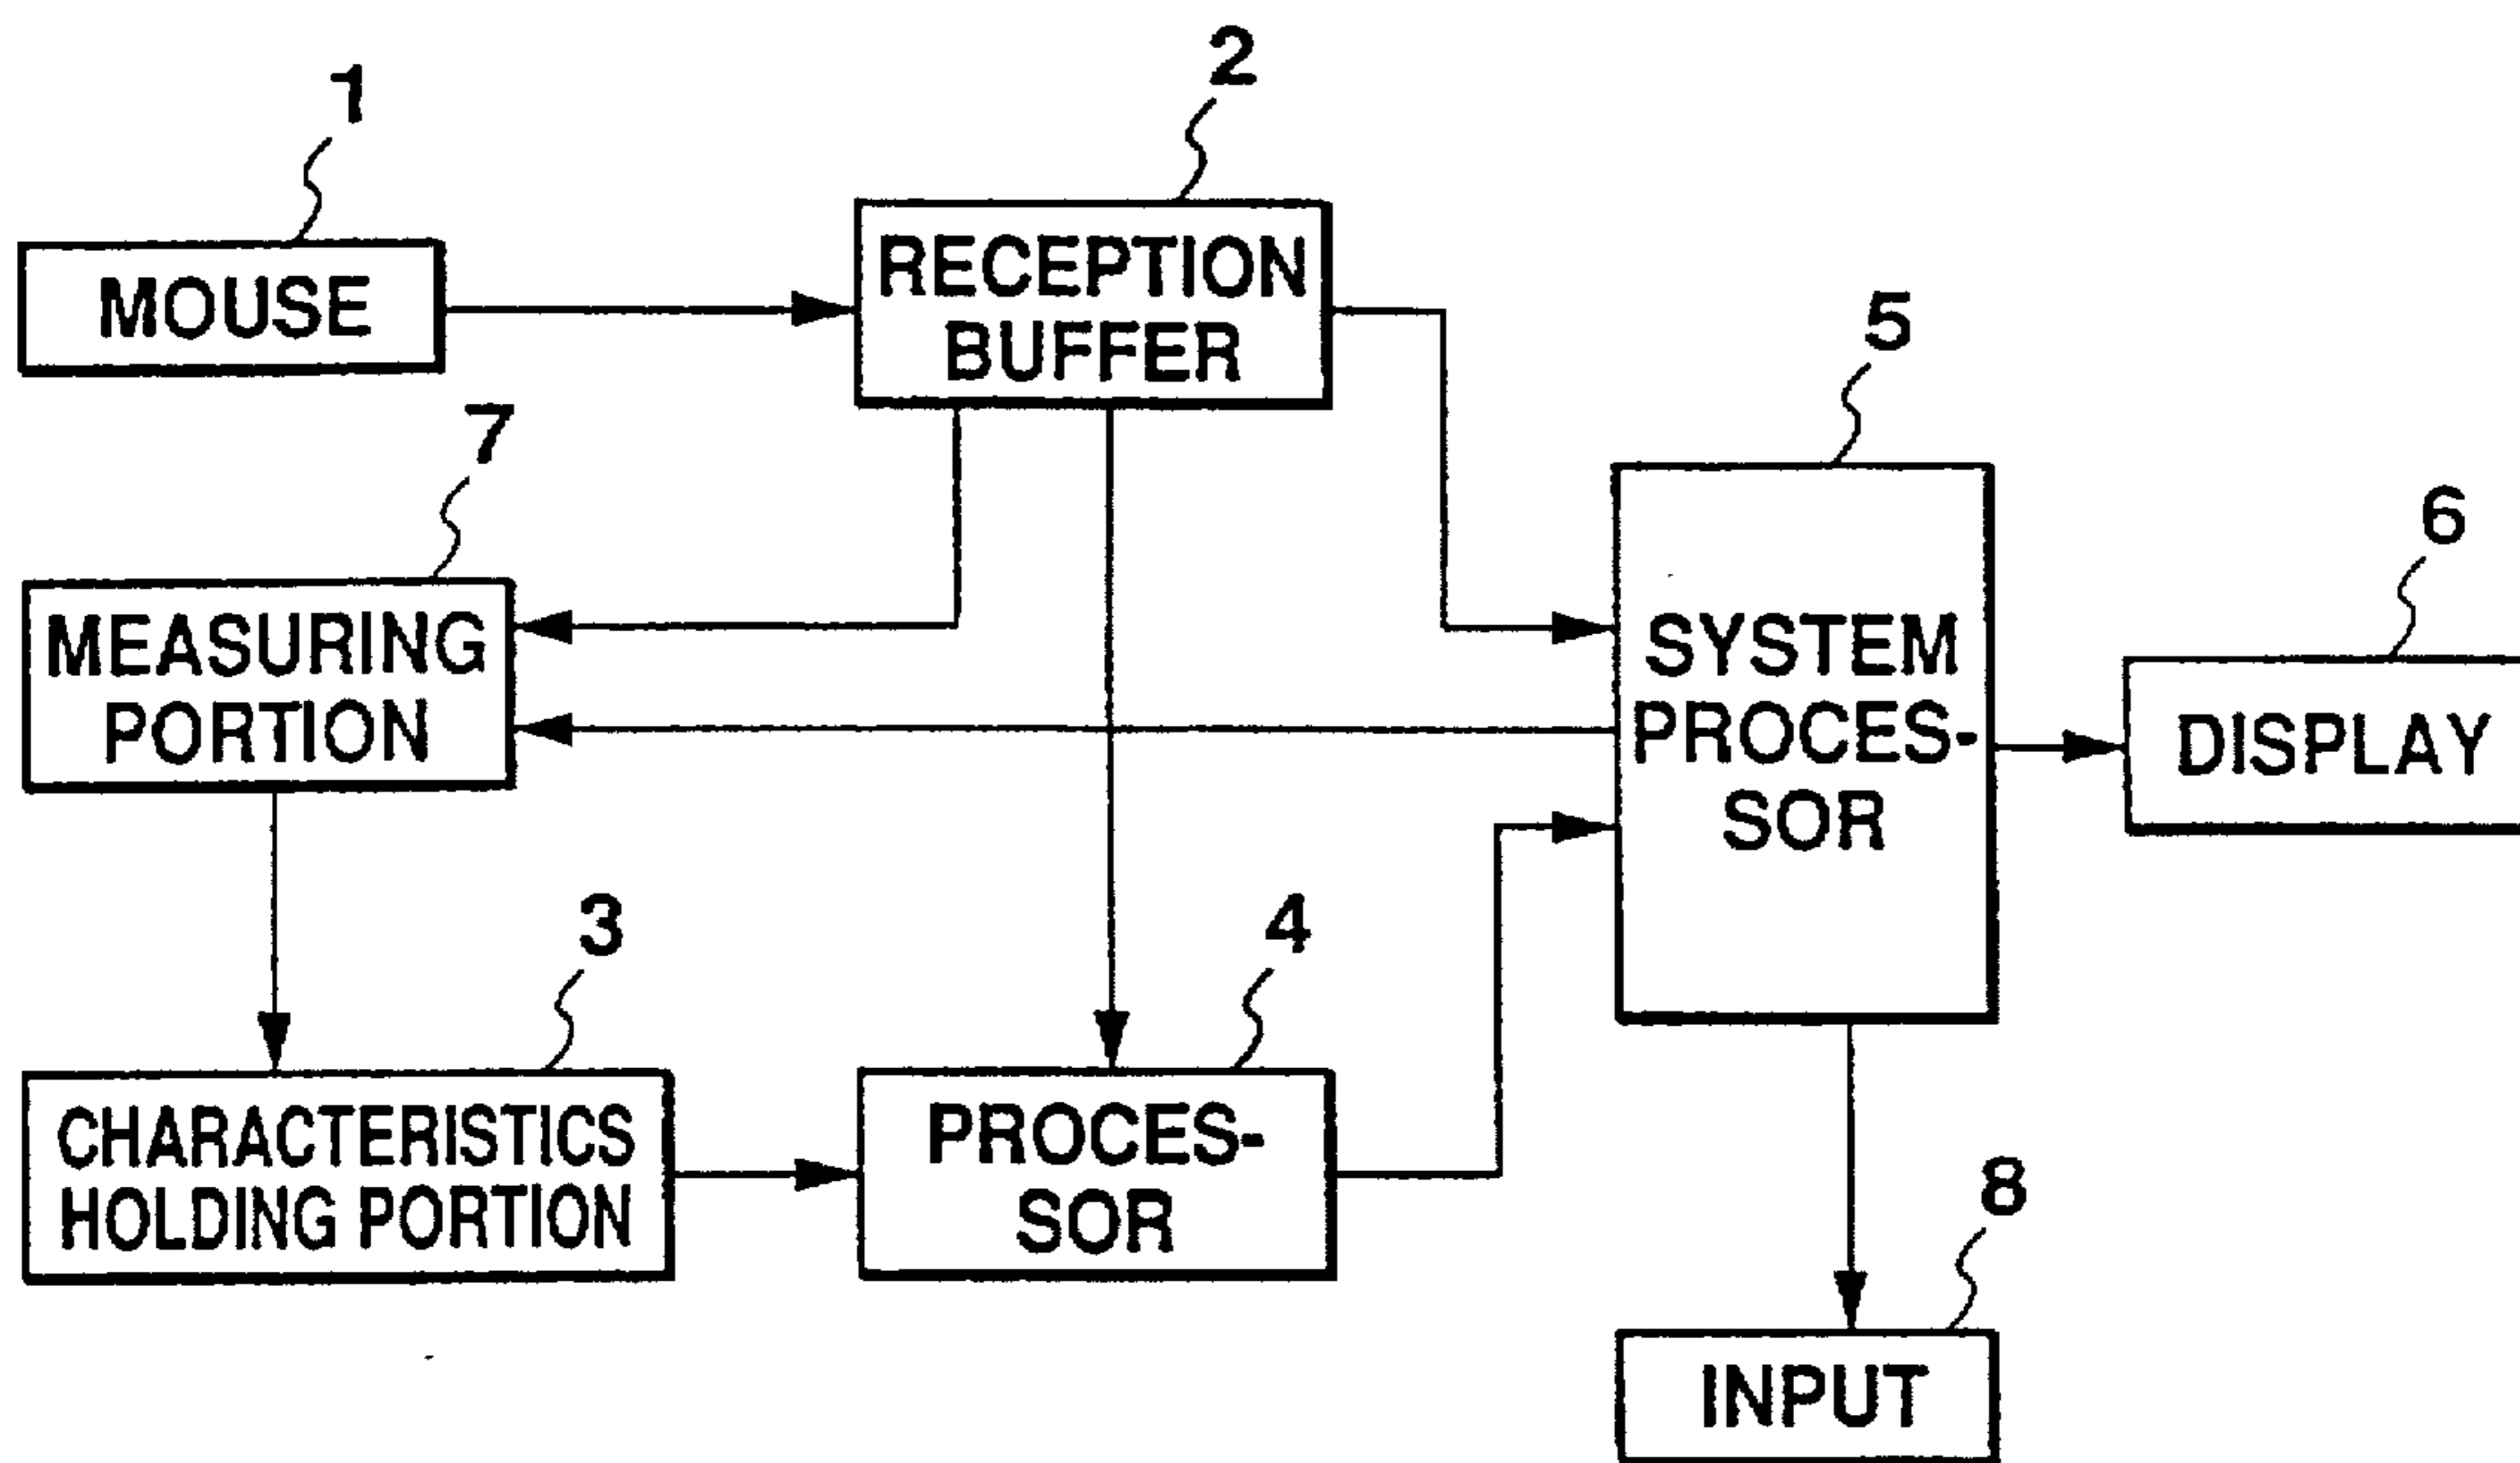 1
MOUSE
2
RECEPTION
BUFFER
5
SYSTEM
PROCES-
SOR
6
DISPLAY
7
MEASURING
PORTION
3
CHARACTERISTICS
HOLDING PORTION
4
PROCES-
SOR
8
INPUT